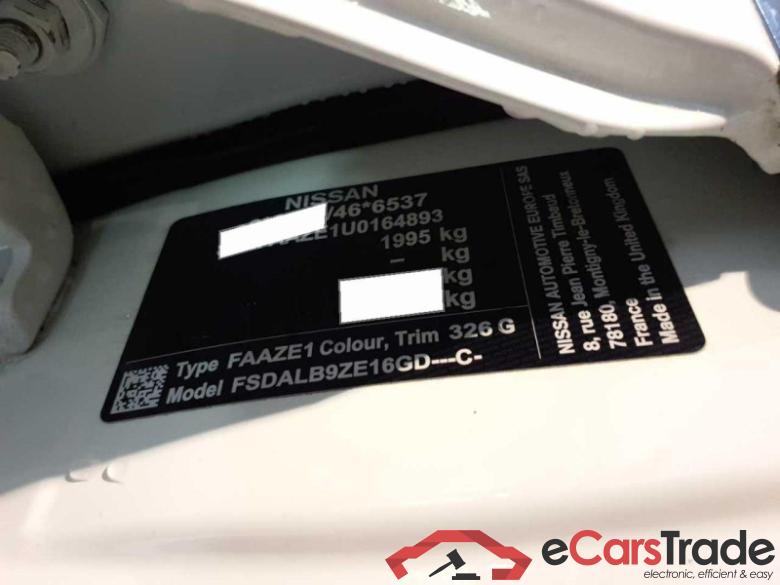 NISSAN
/46*6537
AZE1U0164893
1995 kg
- kg
kg
kg
Type FAAZE1 Colour, Trim 326 G
Model FSDALB9ZE16GD---C-
NISSAN AUTOMOTIVE EUROPE SAS
8, rue Jean Pierre Timbaud
78180, Montigny-le-Bretonneux
France
Made in the United Kingdom
eCarsTrade
electronic, efficient & easy